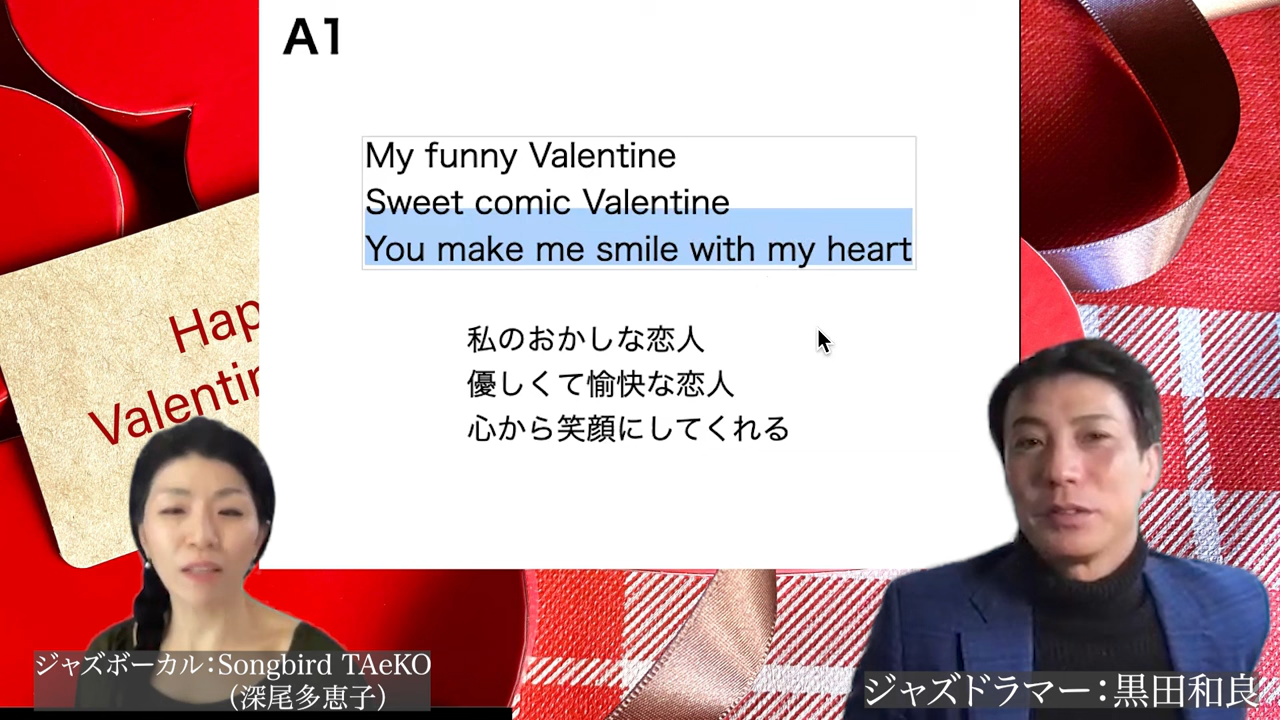 A1
My funny Valentine
Sweet comic Valentine
You make me smile with my heart
私のおかしな恋人
優しくて愉快な恋人
心から笑顔にしてくれる
Hap
Valentin
ジャズボーカル：Songbird TAeKO
（深尾多恵子）
ジャズドラマー：黒田和良